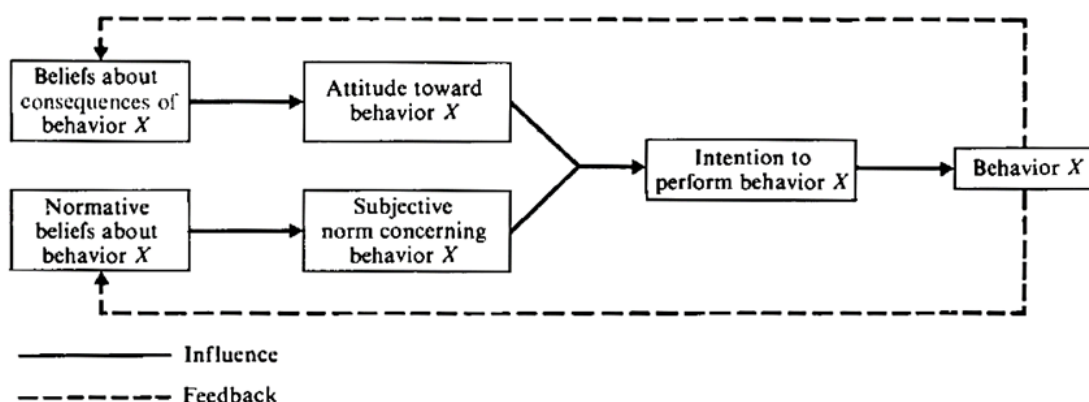 Beliefs about
consequences of
behavior X
Attitude toward
behavior X
Intention to
perform behavior X
Behavior X
Normative
beliefs about
behavior X
Subjective
norm concerning
behavior X
Influence
Feedback